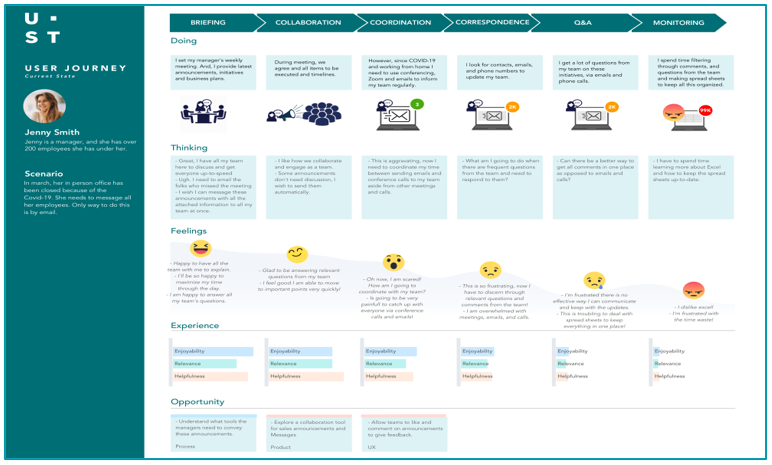 U ST
USER JOURNEY
Current State
Jenny Smith
Jenny is a manager, and she has over
200 employees she has under her.
Scenario
In march, her in person office has
been closed because of the
Covid-19. She needs to message all
her employees. Only way to do this
is by email.
BRIEFING
COLLABORATION
COORDINATION
CORRESPONDENCE
Q&A
MONITORING
Doing
I set my manager's weekly
meeting. And, I provide latest
announcements, initiatives
and business plans.
During meeting, we
agree and all items to be
executed and timelines.
However, since COVID-19
and working from home I
need to use conferencing,
Zoom and emails to inform
my team regularly.
I look for contacts, emails,
and phone numbers to
update my team.
I get a lot of questions from
my team on these
initiatives, via emails and
phone calls.
I spend time filtering
through comments, and
questions from the team
and making spread sheets
to keep all this organized.
3
2K
2K
99K
Thinking
- Great, I have all my team
here to discuss and get
everyone up-to-speed
- Ugh. I need to email the
folks who missed the meeting
- I wish I can message these
announcements with all the
attached information to all my
team at once.
- I like how we collaborate
and engage as a team.
- Some announcements
don't need discussion, I
wish to send them
automatically.
- This is aggravating, now I
need to coordinate my time
between sending emails and
conference calls to my team
aside from other meetings
and calls.
- What am I going to do when
there are frequent questions
from the team and need to
respond to them?
- Can there be a better way to
get all comments in one place
as opposed to emails and
calls?
- I have to spend time
learning more about Excel
and how to keep the spread
sheets up-to-date.
Feelings
- Happy to have all the
team with me to explain.
- I'll be so happy to
maximise my time
through the day.
- I am happy to answer all
my team's questions.
- Glad to be answering relevant
questions from my team
- I feel good I am able to move
to important points very quickly!
- Oh now, I am scared!
How am I going to
coordinate with my team?
- Is going to be very
painfull to catch up with
everyone via conference
calls and emails!
- This is so frustrating, now I
have to discern through
relevant questions and
comments from the team!
- I am overwhelmed with
meetings, emails, and calls.
- I'm frustrated there is no
effective way I can communicate
and keep with the updates
- This is troubling to deal with
spread sheets to keep
everything in one place!
- I dislike excel!
- I'm frustrated with
the time waste!
Experience
Enjoyability
Relevance
Helpfulness
Enjoyability
Relevance
Helpfulness
Enjoyability
Relevance
Helpfulness
Enjoyability
Relevance
Helpfulness
Enjoyability
Relevance
Helpfulness
Enjoyability
Relevance
Helpfulness
Opportunity
- Understand what tools the
managers need to convey
these announcements.
Process
- Explore a collaboration tool
for sales announcements and
Messages
Product
- Allow teams to like and
comment on announcements
to give feedback.
UX